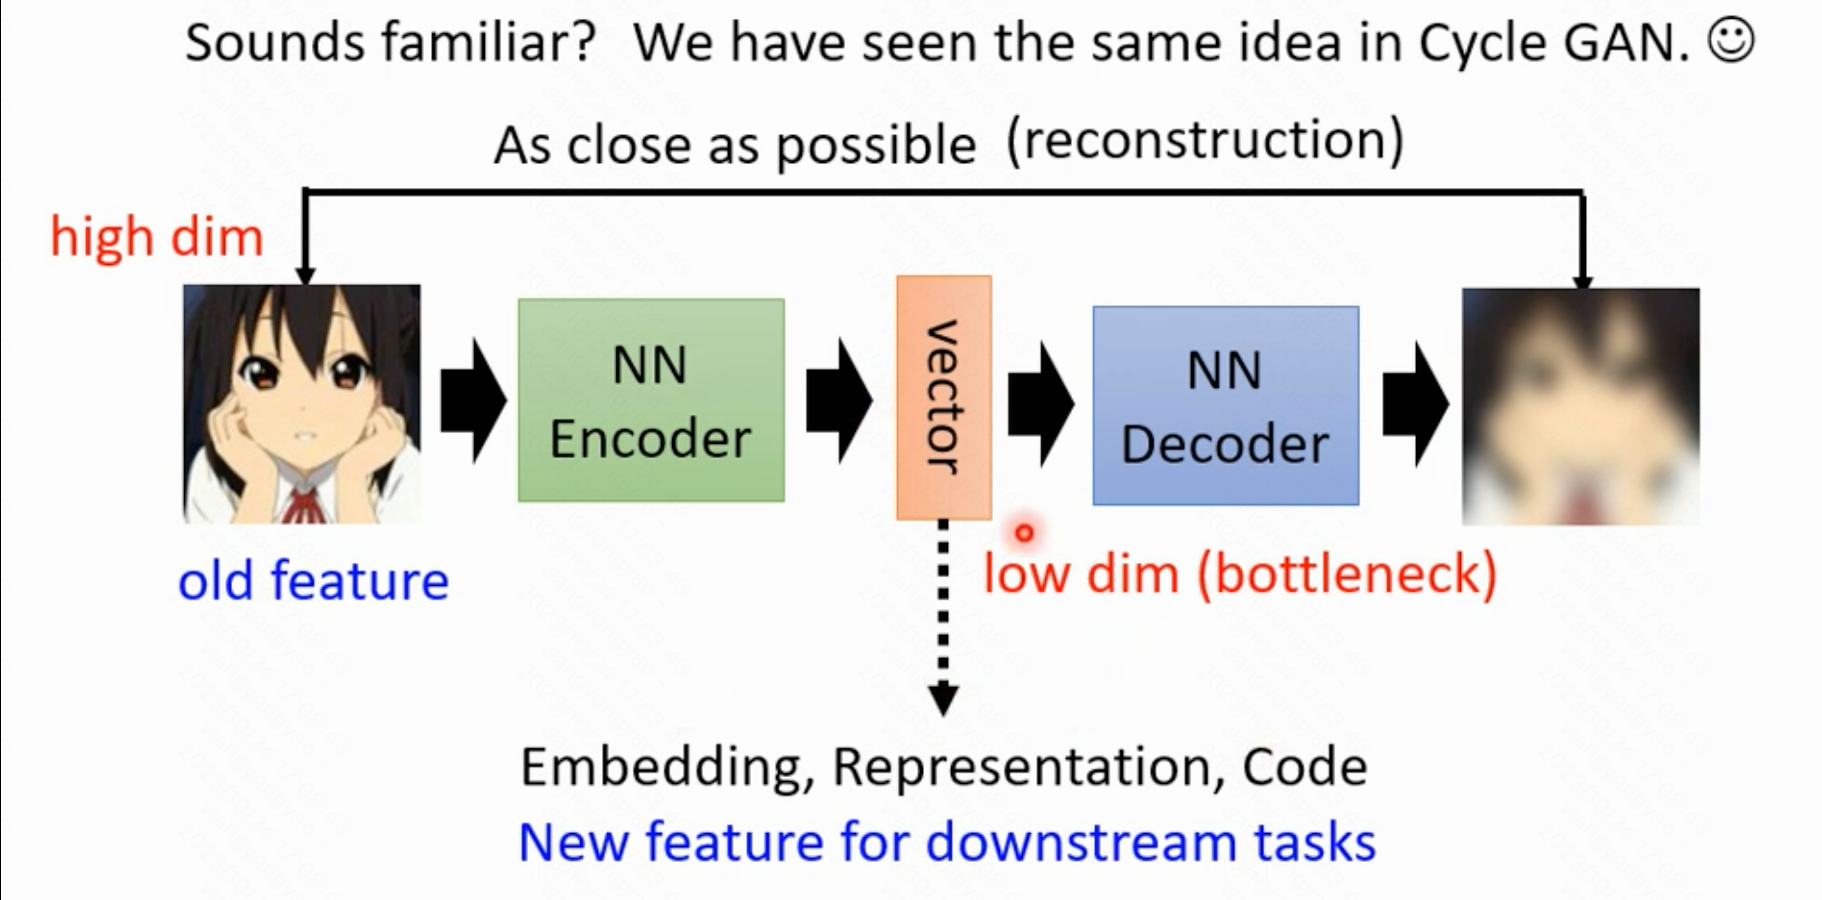 Sounds familiar? We have seen the same idea in Cycle GAN. ☺
As close as possible (reconstruction)
high dim
NN
Encoder
vector
NN
Decoder
old feature
low dim (bottleneck)
Embedding, Representation, Code
New feature for downstream tasks